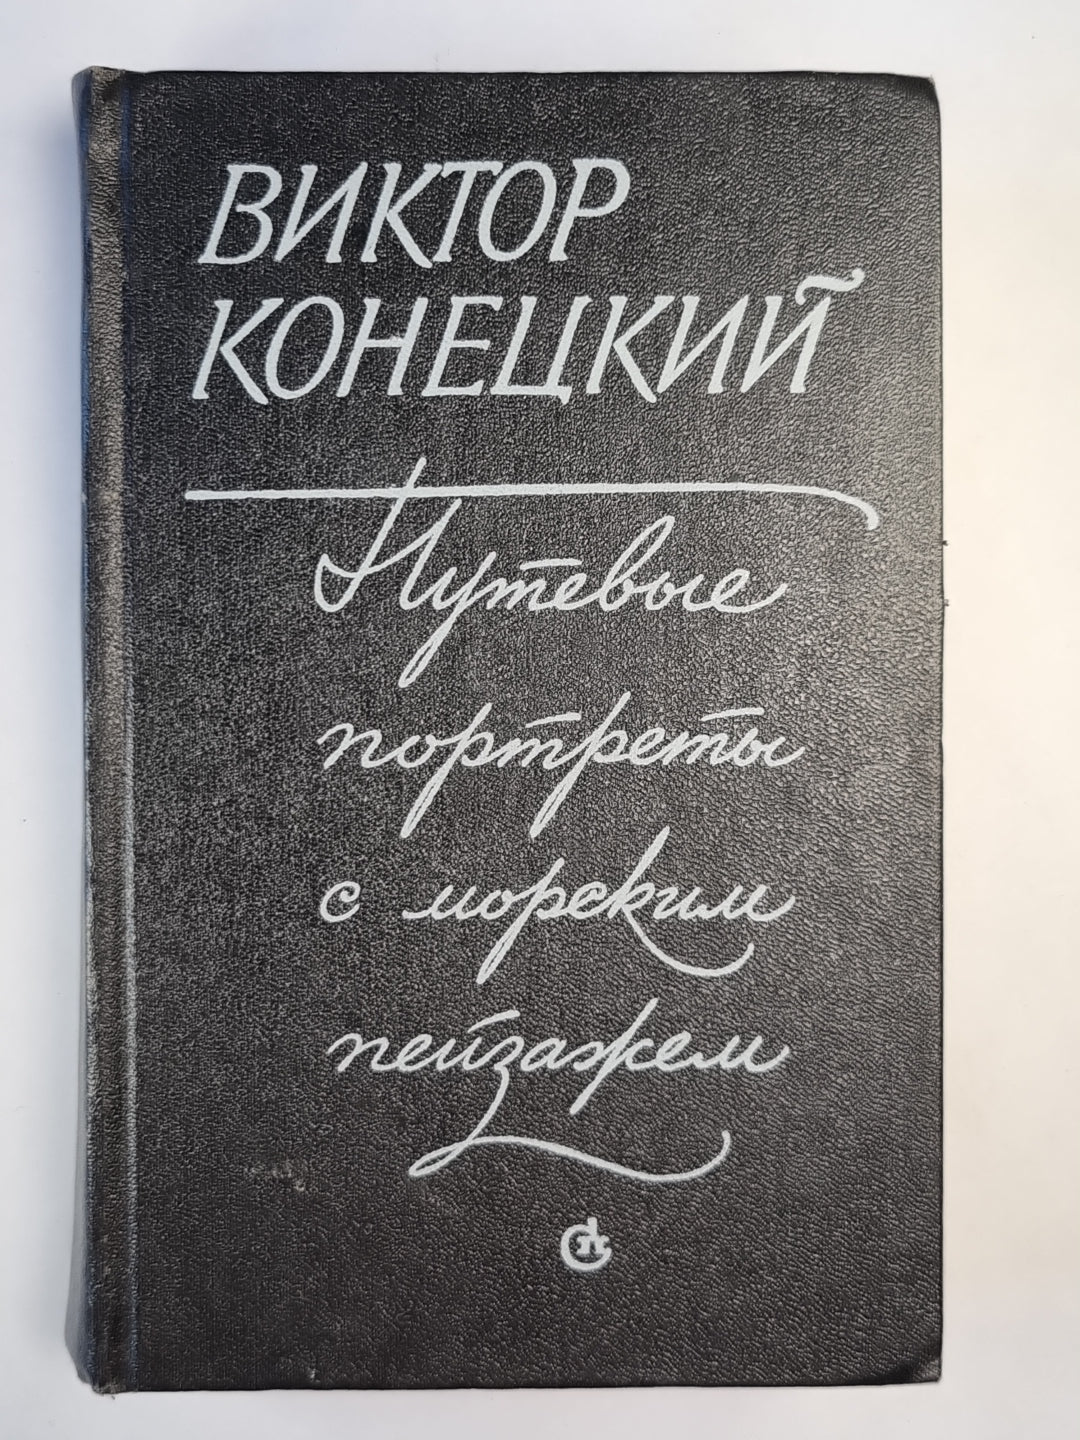 ВИКТОР
КОНЕЦКИЙ
Путевые
портреты
с морским
пейзажем